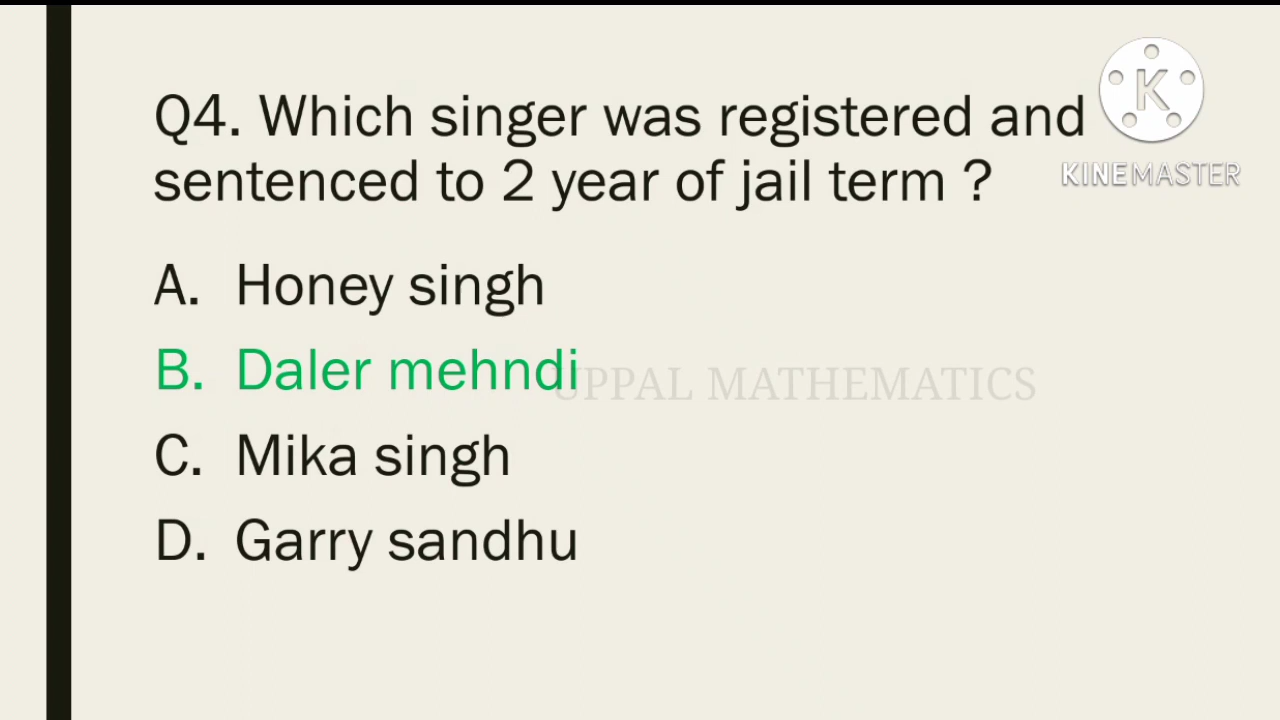 Q4. Which singer was registered and
sentenced to 2 year of jail term ?
K
KINEMASTER
A. Honey singh
B. Daler mehndi
UPPAL MATHEMATICS
C. Mika singh
D. Garry sandhu